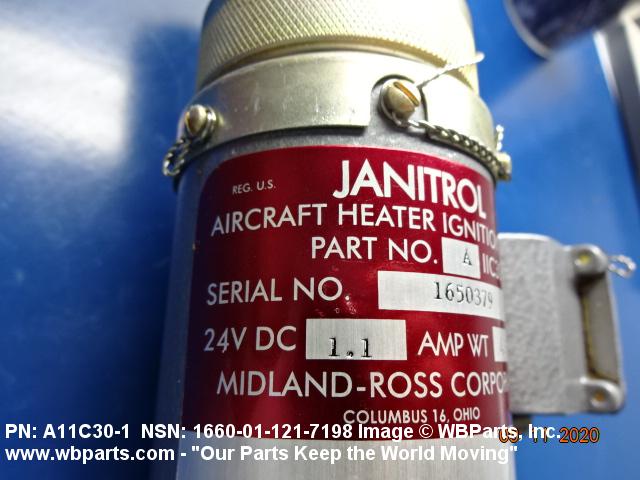 REG. U.S. JANITROL
AIRCRAFT HEATER IGNITIO
PART NO. A IIC3
SERIAL NO. 1650379
24V DC 1.1 AMP WT
MIDLAND-ROSS CORPO
COLUMBUS 16, OHIO
PN: A11C30-1 NSN: 1660-01-121-7198 Image © WBParts, Inc.
2020
www.wbparts.com - "Our Parts Keep the World Moving"